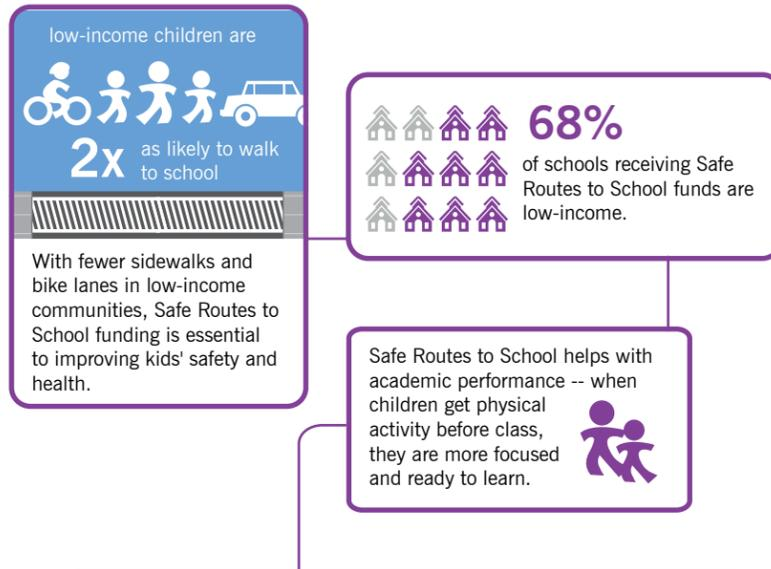 low-income children are
2x as likely to walk
to school
With fewer sidewalks and
bike lanes in low-income
communities, Safe Routes to
School funding is essential
to improving kids' safety and
health.
68%
of schools receiving Safe
Routes to School funds are
low-income.
Safe Routes to School helps with
academic performance -- when
children get physical
activity before class,
they are more focused
and ready to learn.